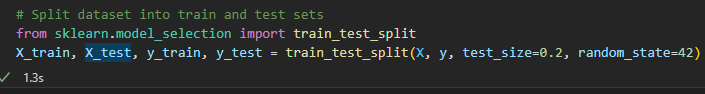 # Split dataset into train and test sets
from sklearn.model_selection import train_test_split
X_train, X_test, y_train, y_test = train_test_split(X, y, test_size=0.2, random_state=42)
1.3s